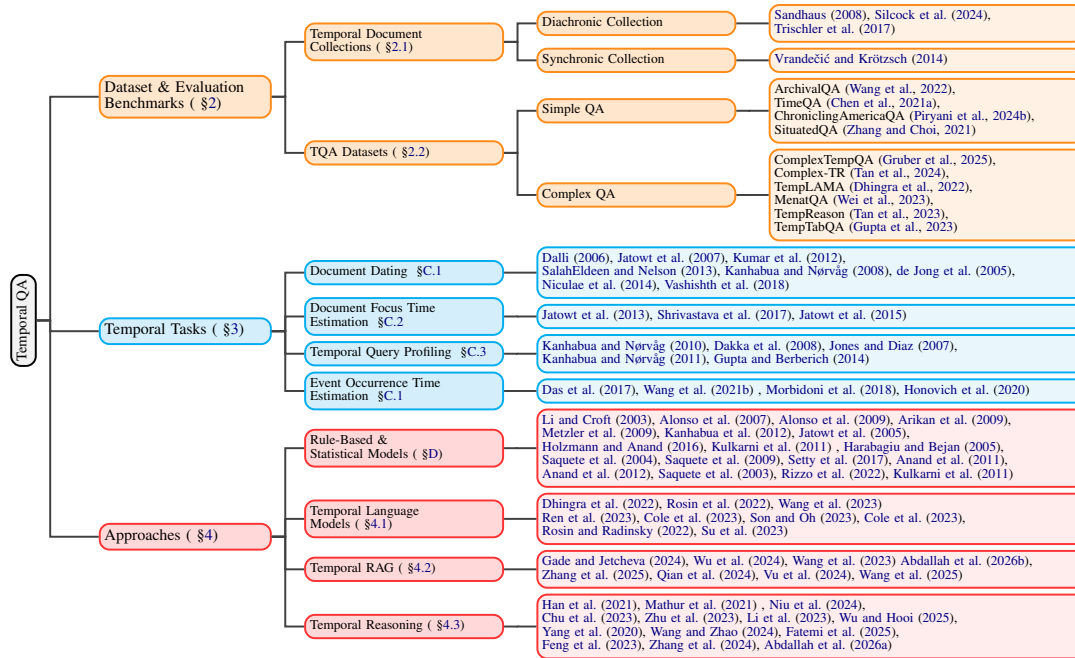 Temporal QA
Dataset & Evaluation
Benchmarks ( §2)
Temporal Document
Collections ( §2.1)
Diachronic Collection
Sandhaus (2008), Silcock et al. (2024),
Trischler et al. (2017)
Synchronic Collection
Vrandečić and Krötzsch (2014)
TQA Datasets ( §2.2)
Simple QA
ArchivalQA (Wang et al., 2022),
TimeQA (Chen et al., 2021a),
ChroniclingAmericaQA (Piryani et al., 2024b),
SituatedQA (Zhang and Choi, 2021)
Complex QA
ComplexTempQA (Gruber et al., 2025),
Complex-TR (Tan et al., 2024),
TempLAMA (Dhingra et al., 2022),
MenatQA (Wei et al., 2023),
TempReason (Tan et al., 2023),
TempTabQA (Gupta et al., 2023)
Temporal Tasks ( §3)
Document Dating §C.1
Dalli (2006), Jatowt et al. (2007), Kumar et al. (2012),
SalahEldeen and Nelson (2013), Kanhabua and Nørvåg (2008), de Jong et al. (2005),
Niculae et al. (2014), Vashishth et al. (2018)
Document Focus Time
Estimation §C.2
Jatowt et al. (2013), Shrivastava et al. (2017), Jatowt et al. (2015)
Temporal Query Profiling §C.3
Kanhabua and Nørvåg (2010), Dakka et al. (2008), Jones and Diaz (2007),
Kanhabua and Nørvåg (2011), Gupta and Berberich (2014)
Event Occurrence Time
Estimation §C.1
Das et al. (2017), Wang et al. (2021b) , Morbidoni et al. (2018), Honovich et al. (2020)
Approaches ( §4)
Rule-Based &
Statistical Models ( §D)
Li and Croft (2003), Alonso et al. (2007), Alonso et al. (2009), Arikan et al. (2009),
Metzler et al. (2009), Kanhabua et al. (2012), Jatowt et al. (2005),
Holzmann and Anand (2016), Kulkarni et al. (2011) , Harabagiu and Bejan (2005),
Saquete et al. (2004), Saquete et al. (2009), Setty et al. (2017), Anand et al. (2011),
Anand et al. (2012), Saquete et al. (2003), Rizzo et al. (2022), Kulkarni et al. (2011)
Temporal Language
Models ( §4.1)
Dhingra et al. (2022), Rosin et al. (2022), Wang et al. (2023)
Ren et al. (2023), Cole et al. (2023), Son and Oh (2023), Cole et al. (2023),
Rosin and Radinsky (2022), Su et al. (2023)
Temporal RAG ( §4.2)
Gade and Jetcheva (2024), Wu et al. (2024), Wang et al. (2023) Abdallah et al. (2026b),
Zhang et al. (2025), Qian et al. (2024), Vu et al. (2024), Wang et al. (2025)
Temporal Reasoning ( §4.3)
Han et al. (2021), Mathur et al. (2021) , Niu et al. (2024),
Chu et al. (2023), Zhu et al. (2023), Li et al. (2023), Wu and Hooi (2025),
Yang et al. (2020), Wang and Zhao (2024), Fatemi et al. (2025),
Feng et al. (2023), Zhang et al. (2024), Abdallah et al. (2026a)